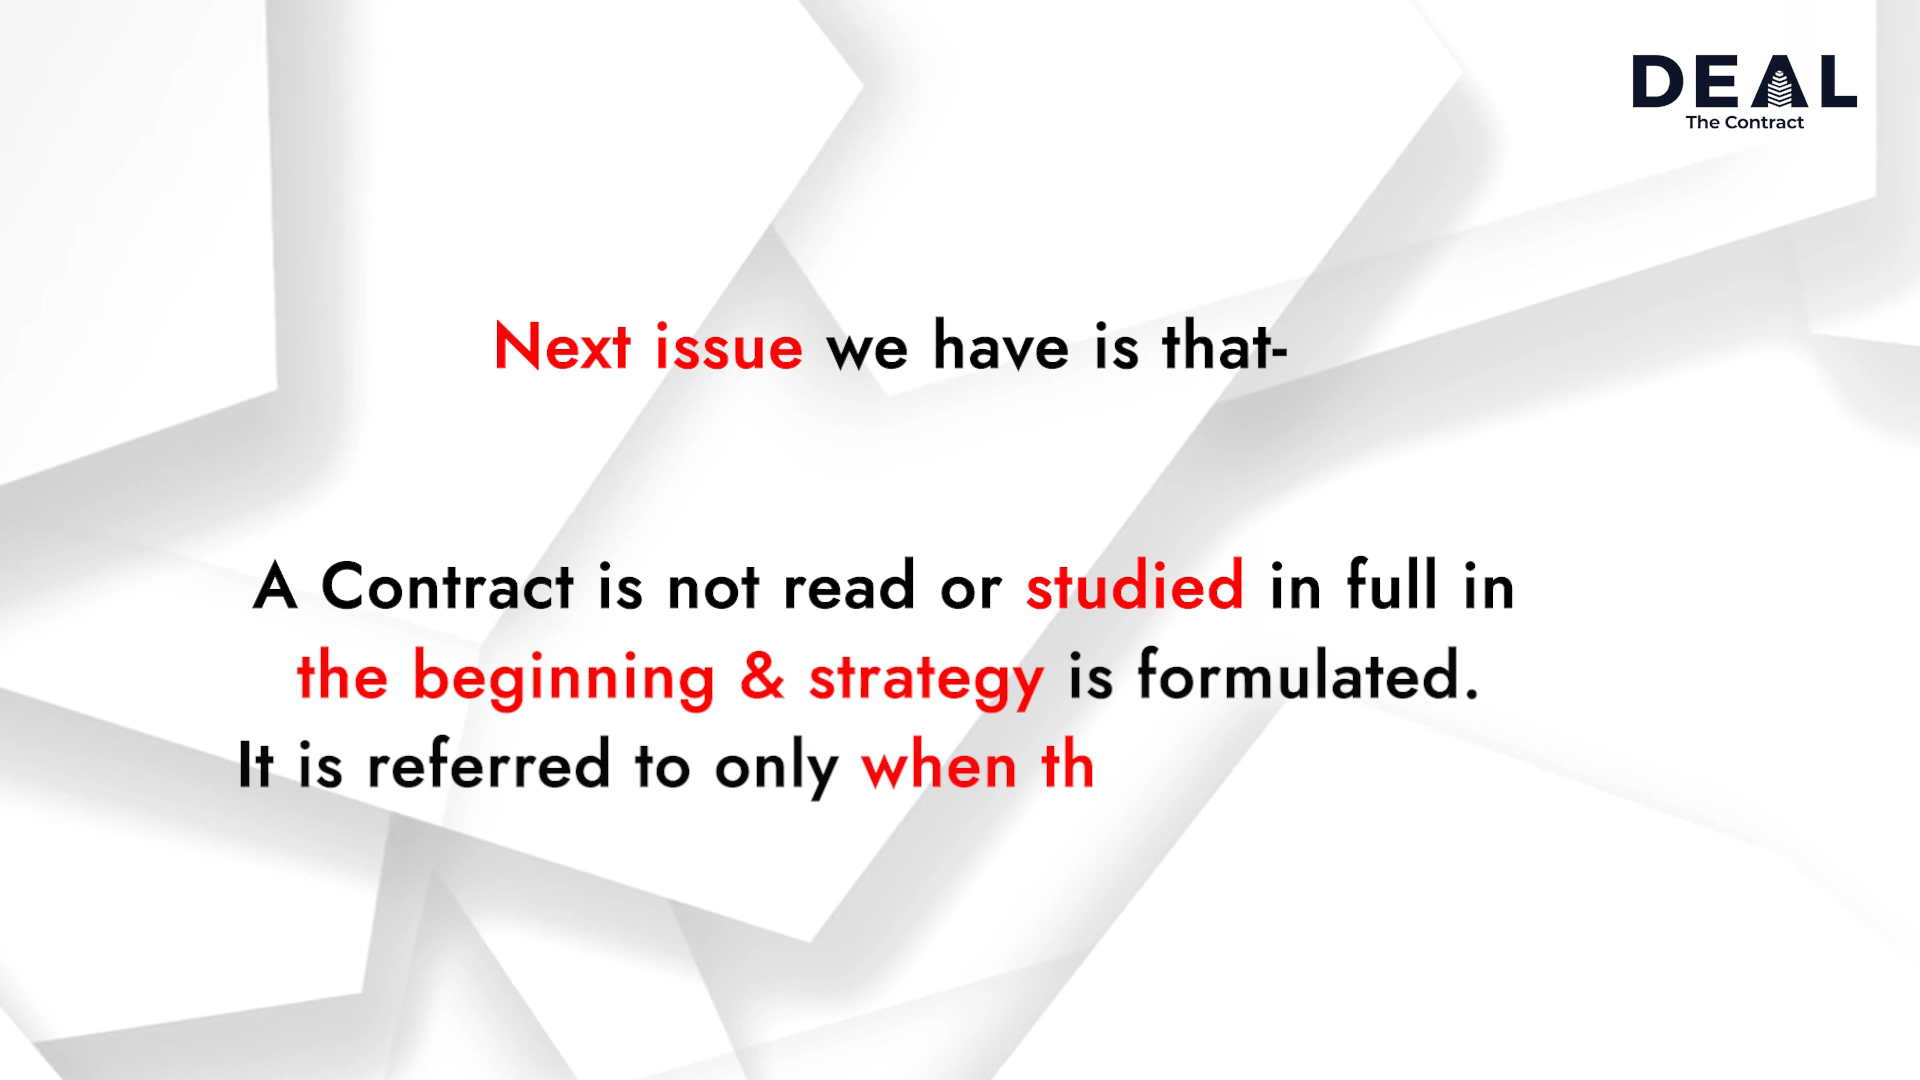 DEAL
The Contract
Next issue we have is that-
A Contract is not read or studied in full in
the beginning & strategy is formulated.
It is referred to only when th